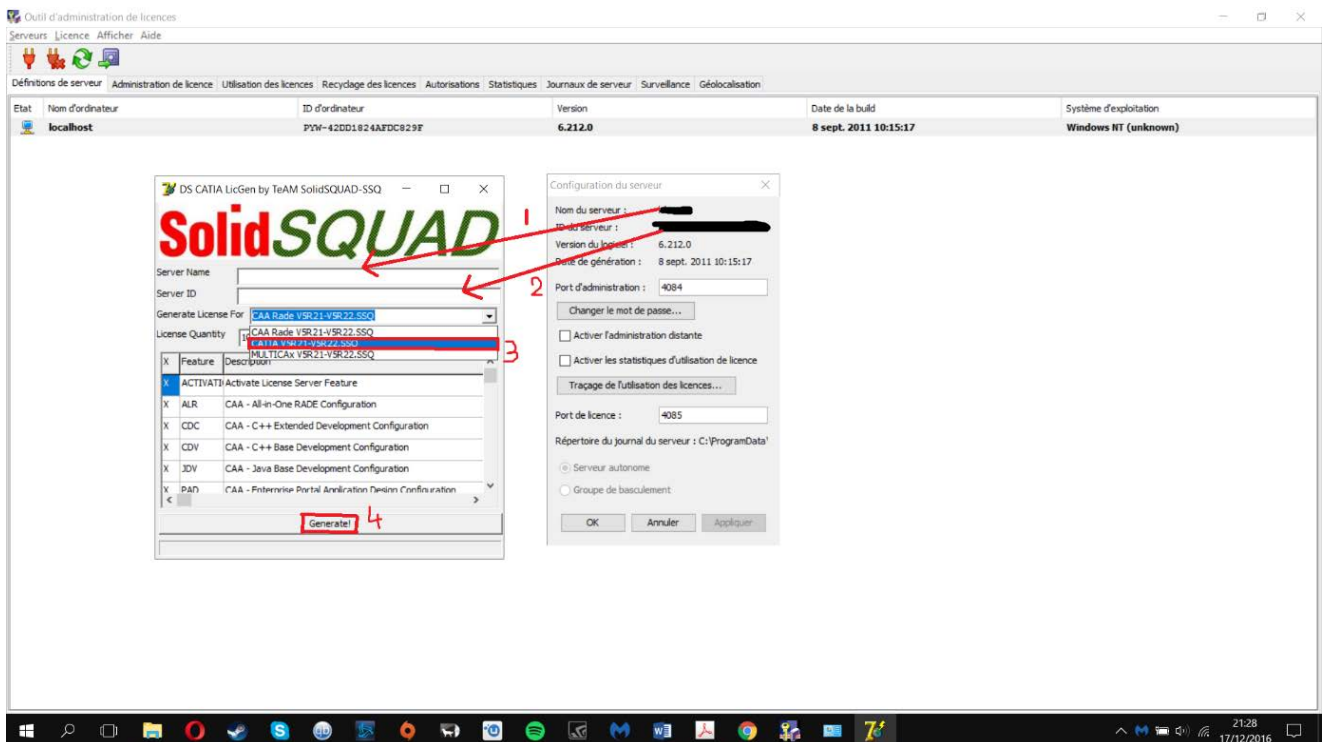 Outil d'administration de licences
Serveurs Licence Afficher Aide
Définitions de serveur Administration de licence Utilisation des licences Recyclage des licences Autorisations Statistiques Journaux de serveur Surveillance Géolocalisation
Etat Nom d'ordinateur ID d'ordinateur Version Date de la build Système d'exploitation
localhost PYW-42DD1824AFDC829F 6.212.0 8 sept. 2011 10:15:17 Windows NT (unknown)
DS CATIA LicGen by TeAM SolidSQUAD-SSQ
SolidSQUAD
Server Name
Server ID
Generate License For CAA Rade V5R21-V5R22.SSQ
License Quantity
CAA Rade V5R21-V5R22.SSQ
CATIA V5R21-V5R22.SSQ
MULTICAx V5R21-V5R22.SSQ
X Feature Description
X ACTIVATI Activate License Server Feature
X ALR CAA - All-in-One RADE Configuration
X CDC CAA - C++ Extended Development Configuration
X CDV CAA - C++ Base Development Configuration
X JDV CAA - Java Base Development Configuration
X PAD CAA - Enterprise Portal Application Design Configuration
Generate!
1
2
3
4
Configuration du serveur
Nom du serveur :
ID du serveur :
Version du logiciel : 6.212.0
Date de génération : 8 sept. 2011 10:15:17
Port d'administration : 4084
Changer le mot de passe...
Activer l'administration distante
Activer les statistiques d'utilisation de licence
Traçage de l'utilisation des licences...
Port de licence : 4085
Répertoire du journal du serveur : C:\ProgramData\
Serveur autonome
Groupe de basculement
OK Annuler Appliquer
21:28
17/12/2016